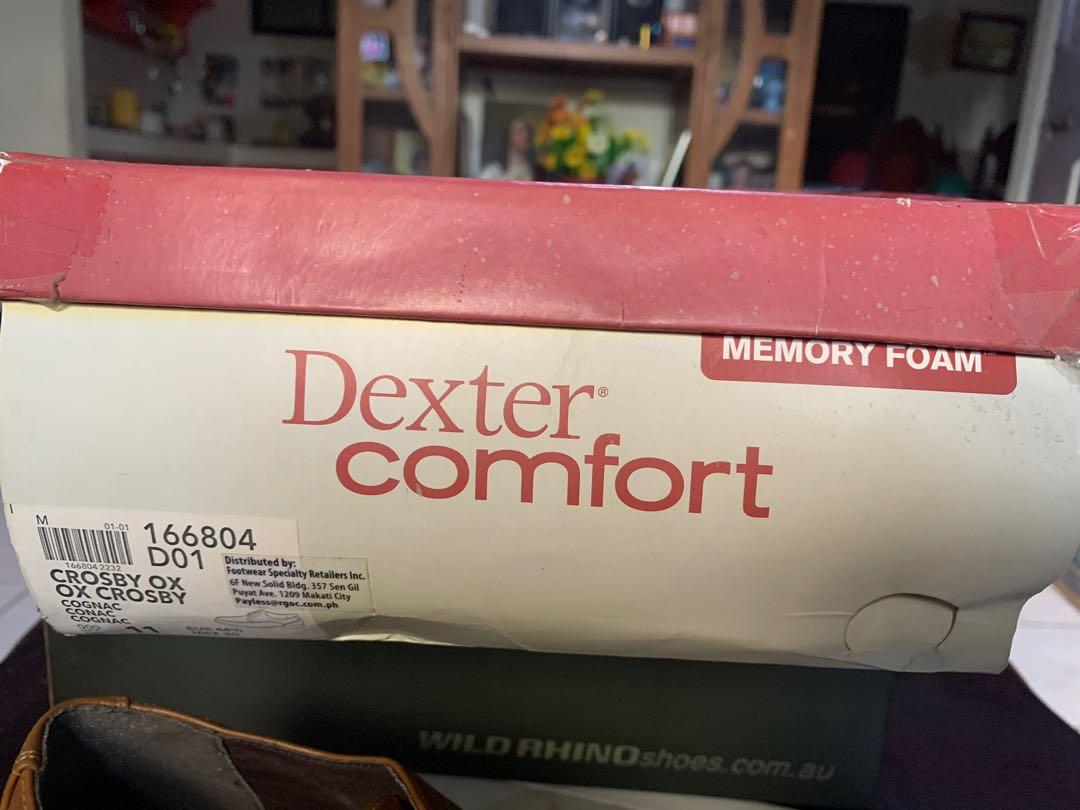 MEMORY FOAM
Dexter®
comfort
M
01-01
166804
D01
166804 2232
CROSBY OX
OX CROSBY
COGNAC
CONAC
COGNAC
11
Distributed by:
Footwear Specialty Retailers Inc.
6F New Solid Bldg. 357 Sen Gil
Puyat Ave. 1209 Makati City
Payless@rgoc.com.ph
WILD RHINOshoes.com.au